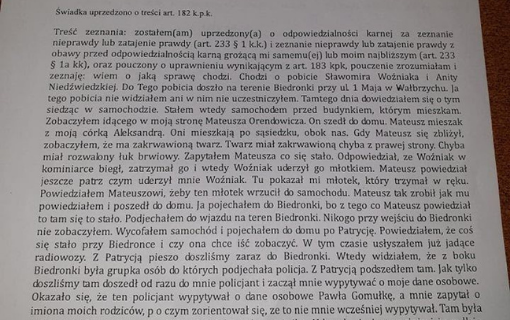 Świadka uprzedzono o treści art. 182 k.p.k.
Treść zeznania: zostałem(am) uprzedzony(a) o odpowiedzialności karnej za zeznanie
nieprawdy lub zatajenie prawdy (art. 233 § 1 k.k.) i zeznanie nieprawdy lub zatajenie prawdy z
obawy przed odpowiedzialnością karną grożącą mi samemu(ej) lub moim najbliższym (art. 233
§ 1a kk), oraz pouczony o uprawnieniu wynikającym z art. 183 kpk, pouczenie zrozumiałam i
zeznaję: wiem o jaką sprawę chodzi. Chodzi o pobicie Sławomira Woźniaka i Anity
Niedźwiedzkiej. Do Tego pobicia doszło na terenie Biedronki przy ul. 1 Maja w Wałbrzychu. Ja
tego pobicia nie widziałem ani w nim nie uczestniczyłem. Tamtego dnia dowiedziałem się o tym
siedząc w samochodzie. Stałem wtedy samochodem przed budynkiem, którym mieszkam.
Zobaczyłem idącego w moją stronę Mateusza Orendowicza. On szedł do domu. Mateusz mieszak
z moją córką Aleksandrą. Oni mieszkają po sąsiedzku, obok nas. Gdy Mateusz się zbliżył,
zobaczyłem, że ma zakrwawioną twarz. Twarz miał zakrwawioną chyba z prawej strony. Chyba
miał rozwalony łuk brwiowy. Zapytałem Mateusza co się stało. Odpowiedział, że Woźniak w
kominiarce biegł, zatrzymał go i wtedy Woźniak uderzył go młotkiem. Mateusz powiedział
jeszcze patrz czym uderzył mnie Woźniak. Tu pokazał mi młotek, który trzymał w ręku.
Powiedziałem Mateuszowi, żeby ten młotek wrzucił do samochodu. Mateusz tak zrobił jak mu
powiedziałem i poszedł do domu. Ja pojechałem do Biedronki, bo z tego co Mateusz powiedział
to tam się to stało. Podjechałem do wjazdu na teren Biedronki. Nikogo przy wejściu do Biedronki
nie zobaczyłem. Wycofałem samochód i pojechałem do domu po Patrycję. Powiedziałem, że coś
się stało przy Biedronce i czy ona chce iść zobaczyć. W tym czasie usłyszałem już jadące
radiowozy. Z Patrycją pieszo doszliśmy zaraz do Biedronki. Wtedy widziałem, że z boku
Biedronki była grupka osób do których podjechała policja. Z Patrycją podszedłem tam. Jak tylko
doszliśmy tam doszedł od razu do mnie policjant i zaczął mnie wypytywać o moje dane osobowe.
Okazało się, że ten policjant wypytywał o dane osobowe Pawła Gomułkę, a mnie zapytał o
imiona moich rodziców, p o czym zorientował się, ze to nie mnie wcześniej wypytywał. Tam była